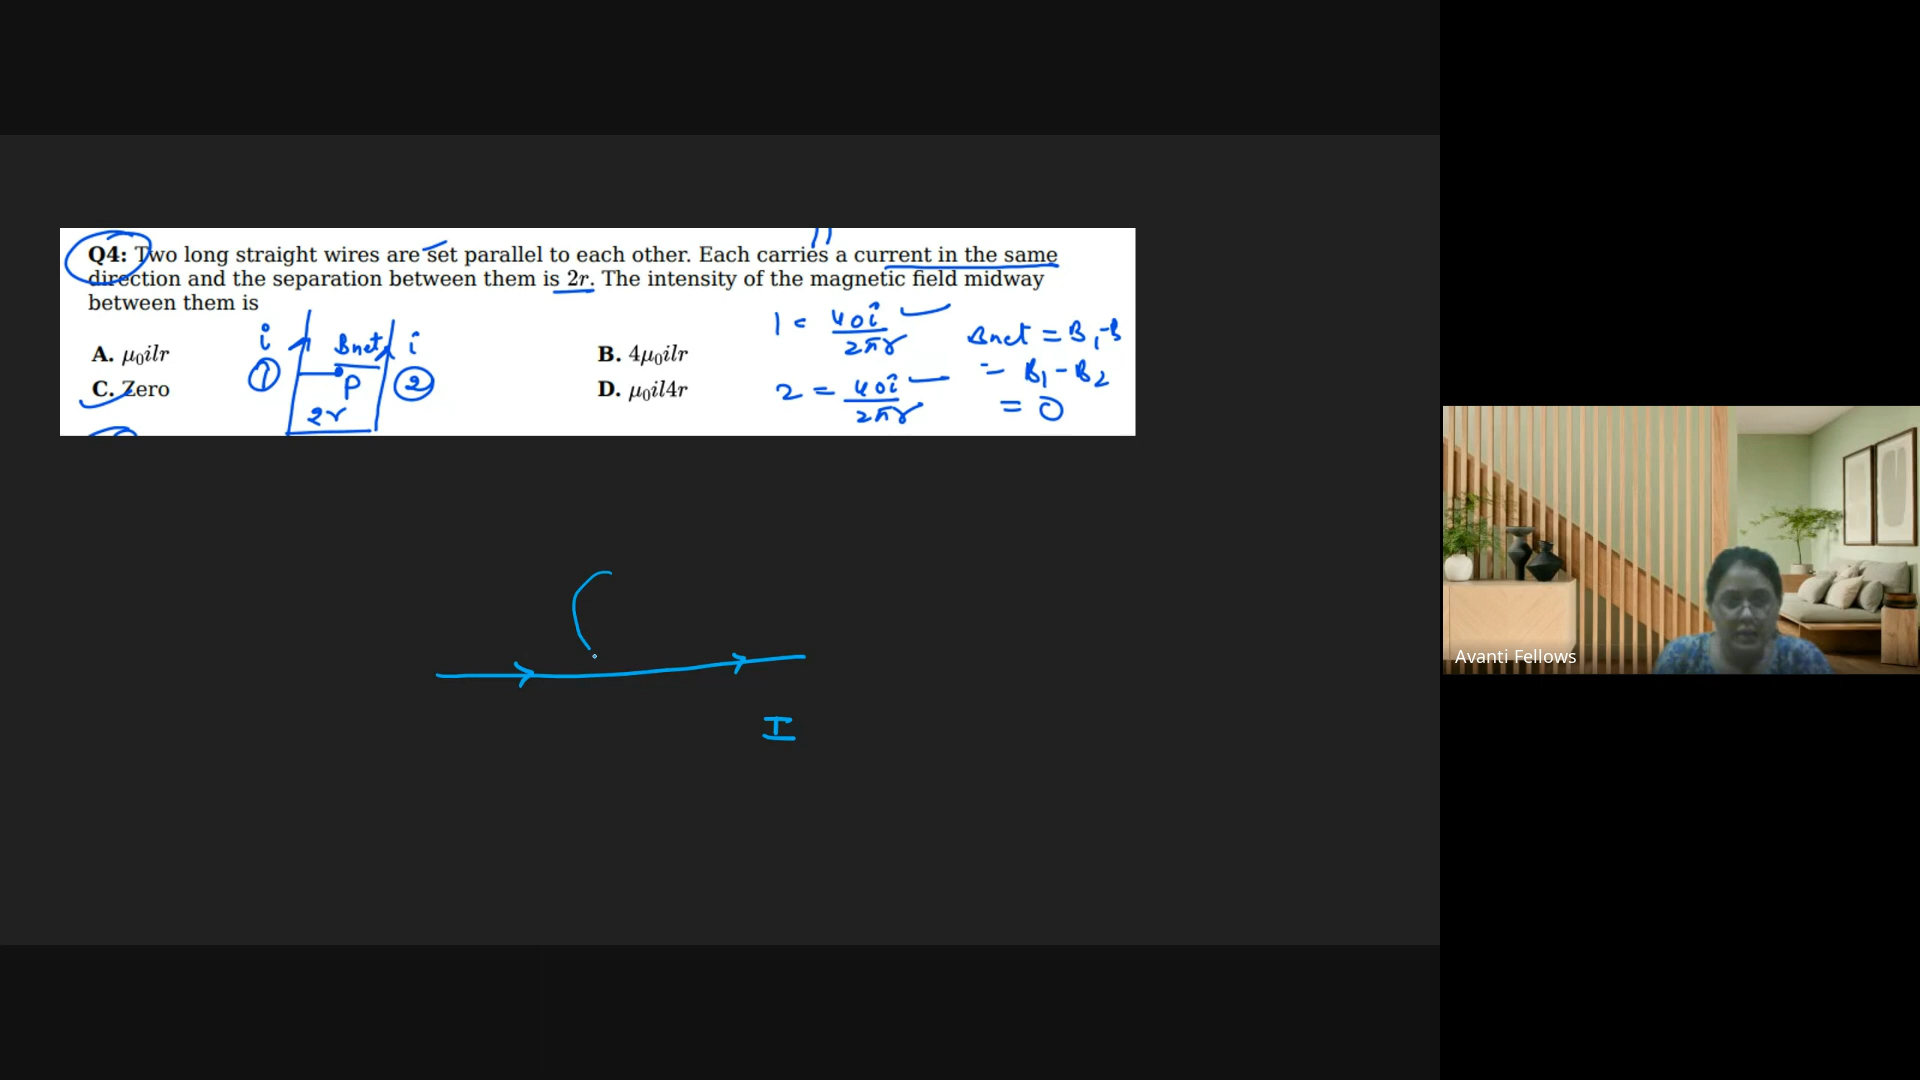 Q4: Two long straight wires are set parallel to each other. Each carries a current in the same
direction and the separation between them is 2r. The intensity of the magnetic field midway
between them is
A. μ₀ilr
B. 4μ₀ilr
C. Zero
D. μ₀il4r
i
Bnet
i
1
P
2
2r
1 = μ₀i / 2πr
2 = μ₀i / 2πr
Bnet = B₁-B
= B₁ - B₂
= 0
I
Avanti Fellows